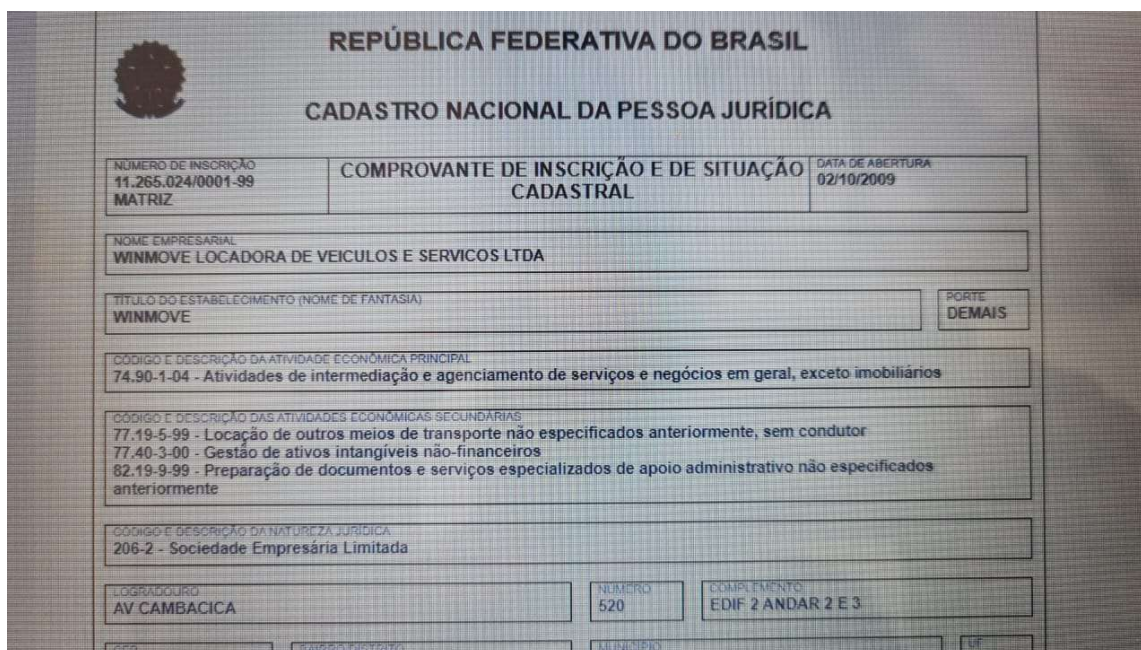 REPÚBLICA FEDERATIVA DO BRASIL
CADASTRO NACIONAL DA PESSOA JURÍDICA
NÚMERO DE INSCRIÇÃO
11.265.024/0001-99
MATRIZ
COMPROVANTE DE INSCRIÇÃO E DE SITUAÇÃO
CADASTRAL
DATA DE ABERTURA
02/10/2009
NOME EMPRESARIAL
WINMOVE LOCADORA DE VEICULOS E SERVICOS LTDA
TÍTULO DO ESTABELECIMENTO (NOME DE FANTASIA)
WINMOVE
PORTE
DEMAIS
CÓDIGO E DESCRIÇÃO DA ATIVIDADE ECONÔMICA PRINCIPAL
74.90-1-04 - Atividades de intermediação e agenciamento de serviços e negócios em geral, exceto imobiliários
CÓDIGO E DESCRIÇÃO DAS ATIVIDADES ECONÔMICAS SECUNDÁRIAS
77.19-5-99 - Locação de outros meios de transporte não especificados anteriormente, sem condutor
77.40-3-00 - Gestão de ativos intangíveis não-financeiros
82.19-9-99 - Preparação de documentos e serviços especializados de apoio administrativo não especificados
anteriormente
CÓDIGO E DESCRIÇÃO DA NATUREZA JURÍDICA
206-2 - Sociedade Empresária Limitada
LOGRADOURO
AV CAMBACICA
NÚMERO
520
COMPLEMENTO
EDIF 2 ANDAR 2 E 3
CEP
BAIRRO/DISTRITO
MUNICÍPIO
UF